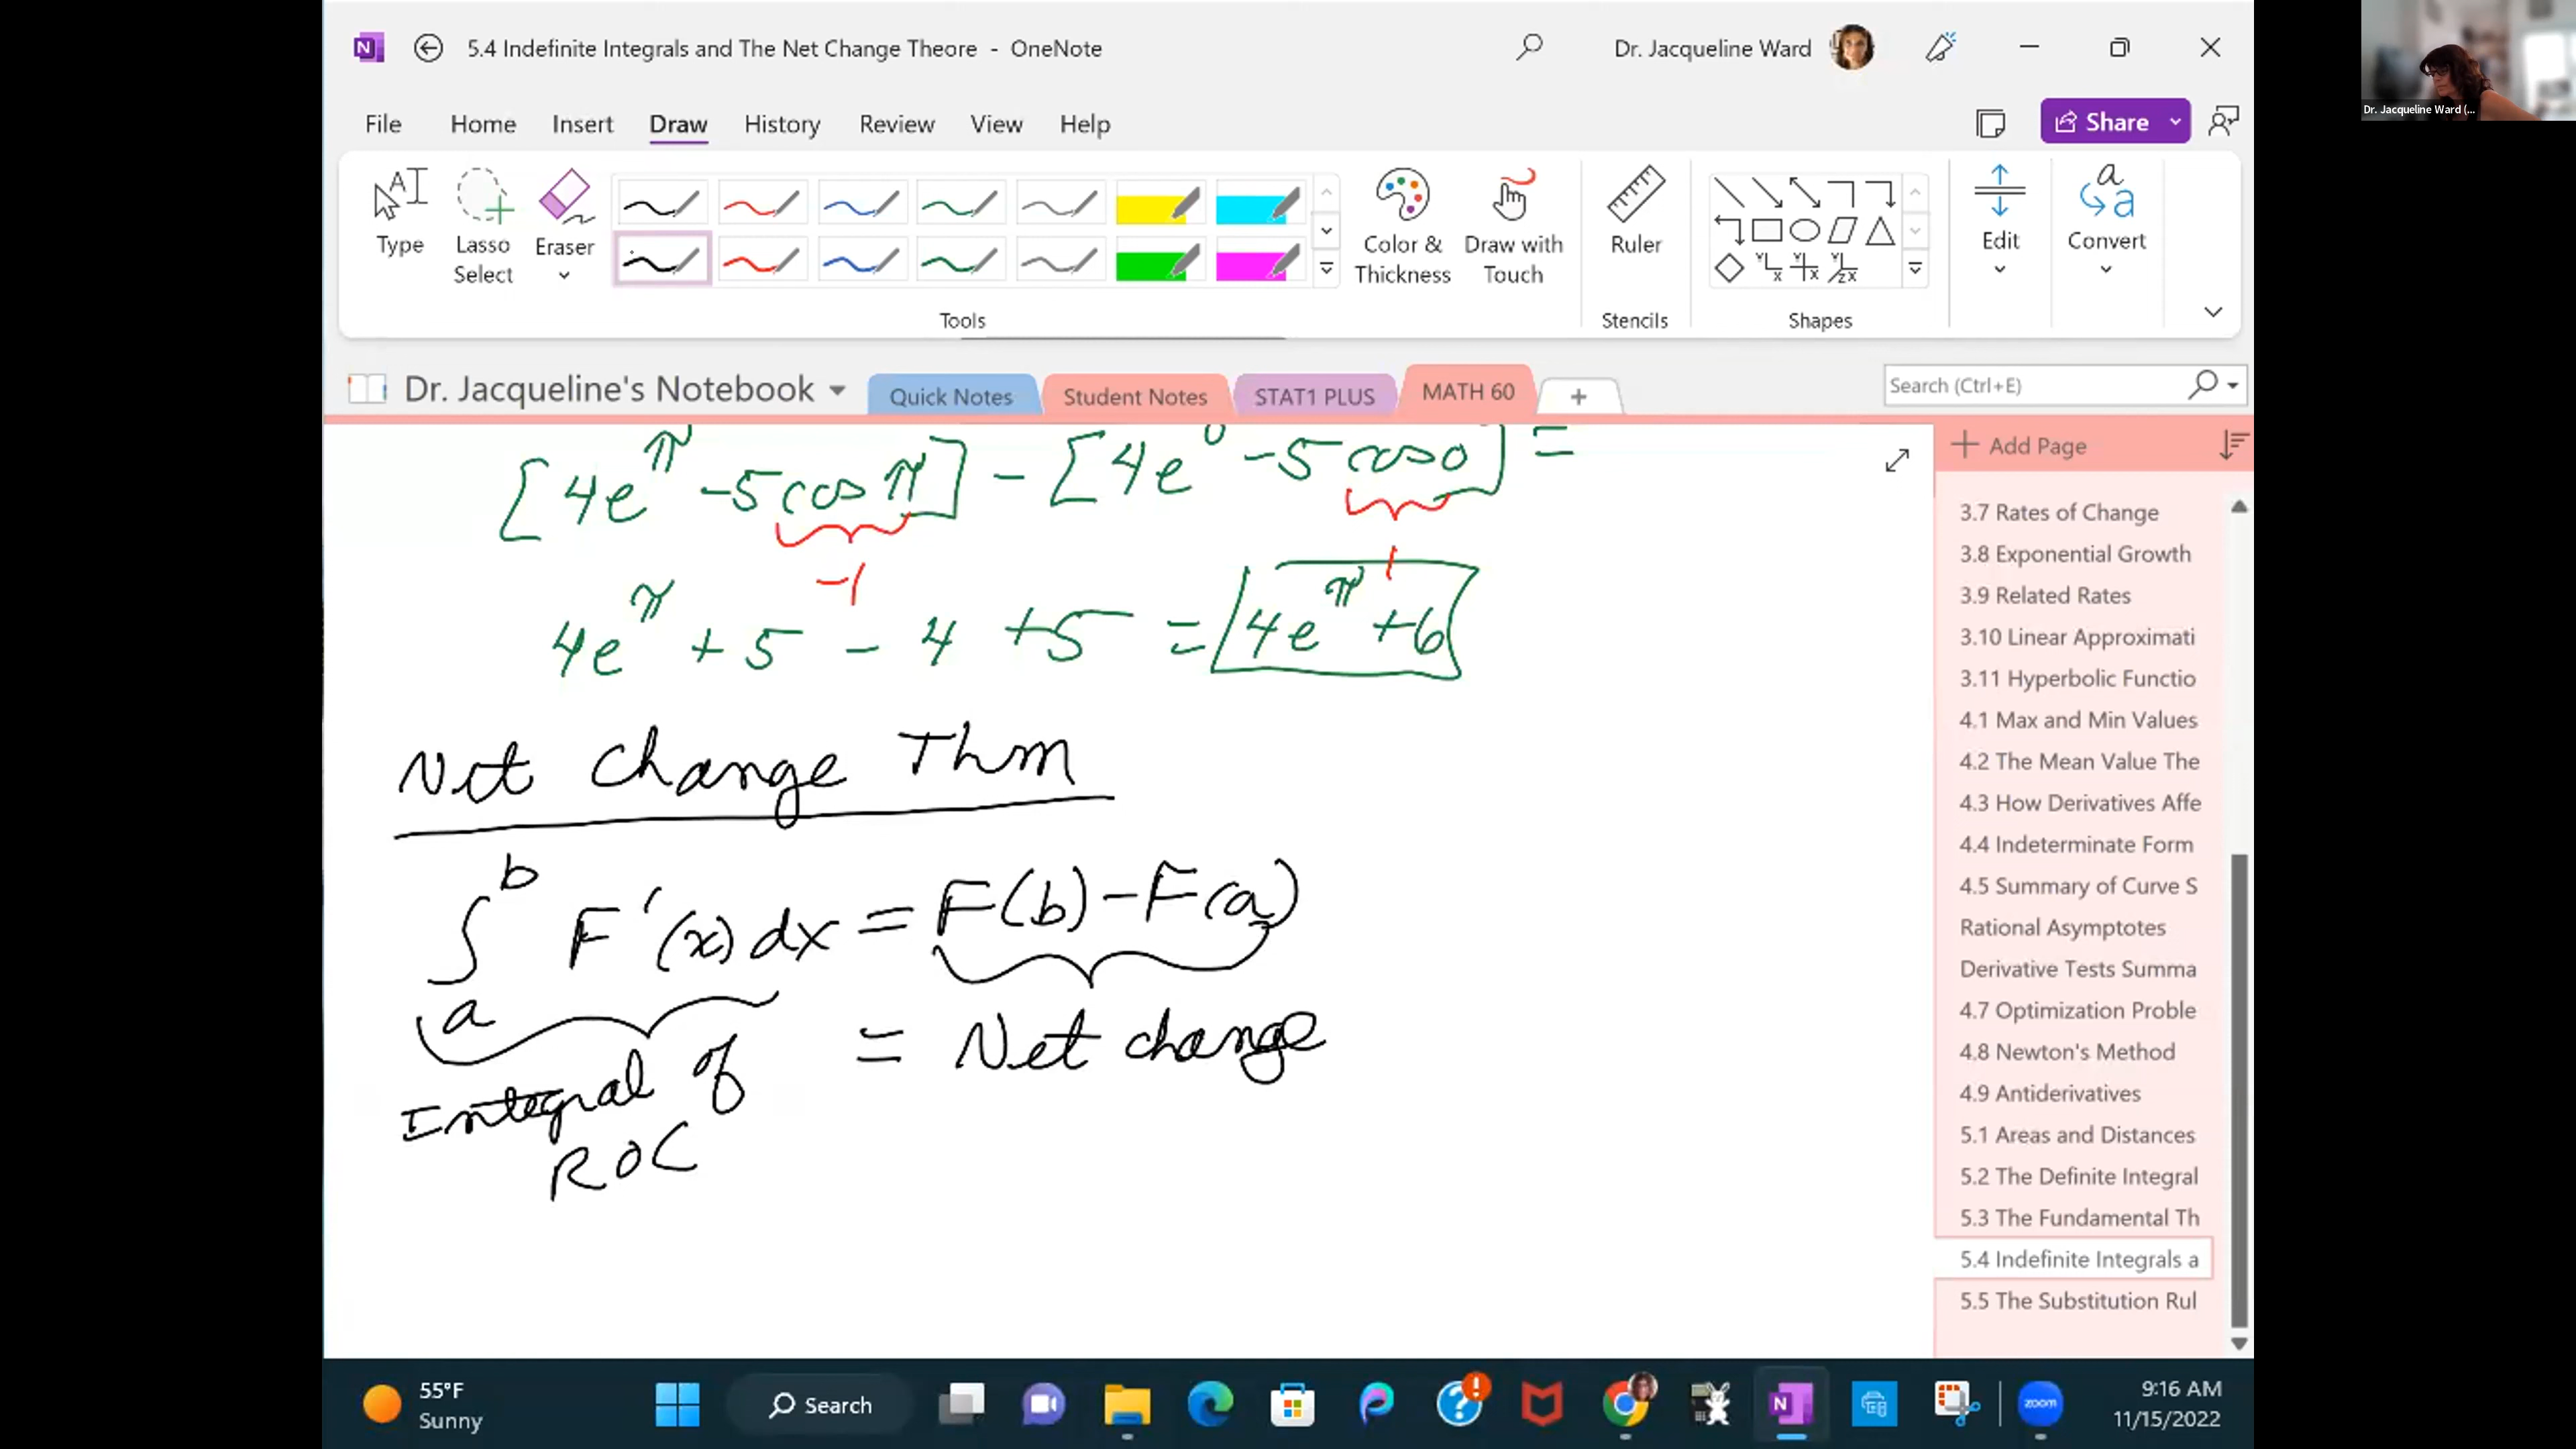 5.4 Indefinite Integrals and The Net Change Theore - OneNote
Dr. Jacqueline Ward
Dr. Jacqueline Ward (...
File Home Insert Draw History Review View Help
Share
Type
Lasso Select
Eraser
Color & Thickness
Draw with Touch
Ruler
Edit
Convert
Tools
Stencils
Shapes
Dr. Jacqueline's Notebook
Quick Notes
Student Notes
STAT1 PLUS
MATH 60
+
Search (Ctrl+E)
Add Page
[4e^π - 5 cos π] - [4e^0 - 5 cos 0] =
-1
1
4e^π + 5 - 4 + 5 = 4e^π + 6
Net Change Thm
∫_a^b F'(x) dx = F(b) - F(a)
Integral of = Net change
ROC
3.7 Rates of Change
3.8 Exponential Growth
3.9 Related Rates
3.10 Linear Approximati
3.11 Hyperbolic Functio
4.1 Max and Min Values
4.2 The Mean Value The
4.3 How Derivatives Affe
4.4 Indeterminate Form
4.5 Summary of Curve S
Rational Asymptotes
Derivative Tests Summa
4.7 Optimization Proble
4.8 Newton's Method
4.9 Antiderivatives
5.1 Areas and Distances
5.2 The Definite Integral
5.3 The Fundamental Th
5.4 Indefinite Integrals a
5.5 The Substitution Rul
55°F
Sunny
Search
zoom
9:16 AM
11/15/2022